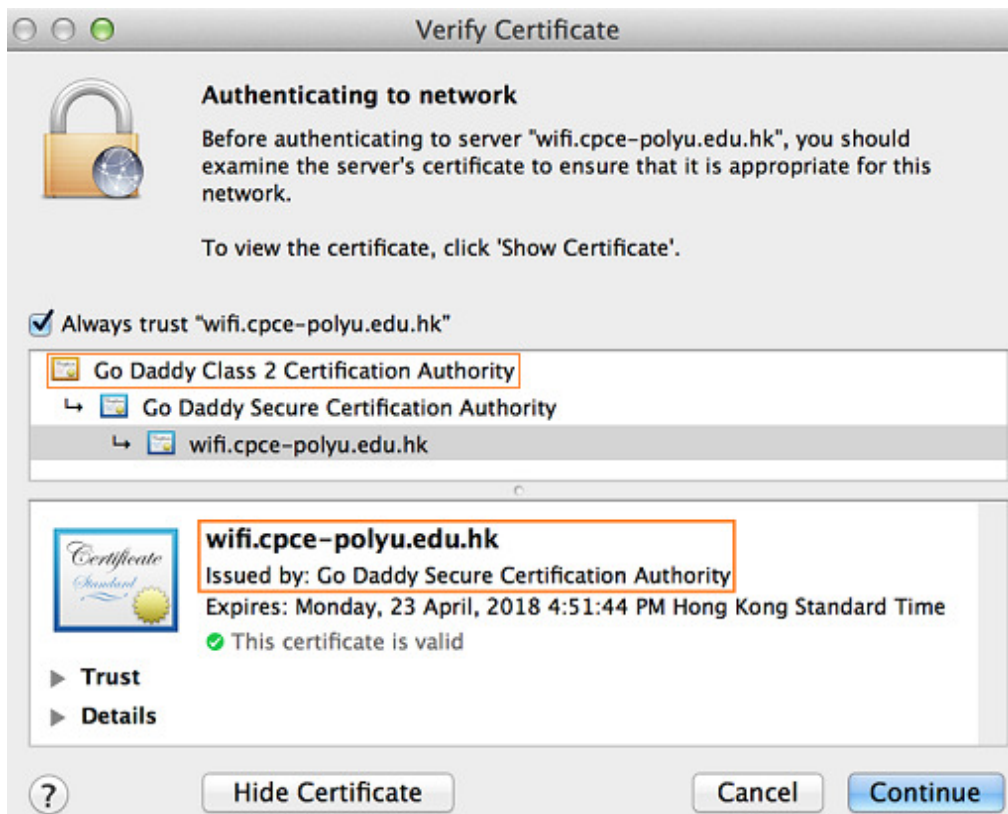 Verify Certificate
Authenticating to network
Before authenticating to server "wifi.cpce-polyu.edu.hk", you should
examine the server's certificate to ensure that it is appropriate for this
network.
To view the certificate, click 'Show Certificate'.
Always trust "wifi.cpce-polyu.edu.hk"
Go Daddy Class 2 Certification Authority
↳ Go Daddy Secure Certification Authority
↳ wifi.cpce-polyu.edu.hk
Certificate
Standard
wifi.cpce-polyu.edu.hk
Issued by: Go Daddy Secure Certification Authority
Expires: Monday, 23 April, 2018 4:51:44 PM Hong Kong Standard Time
This certificate is valid
Trust
Details
? Hide Certificate Cancel Continue